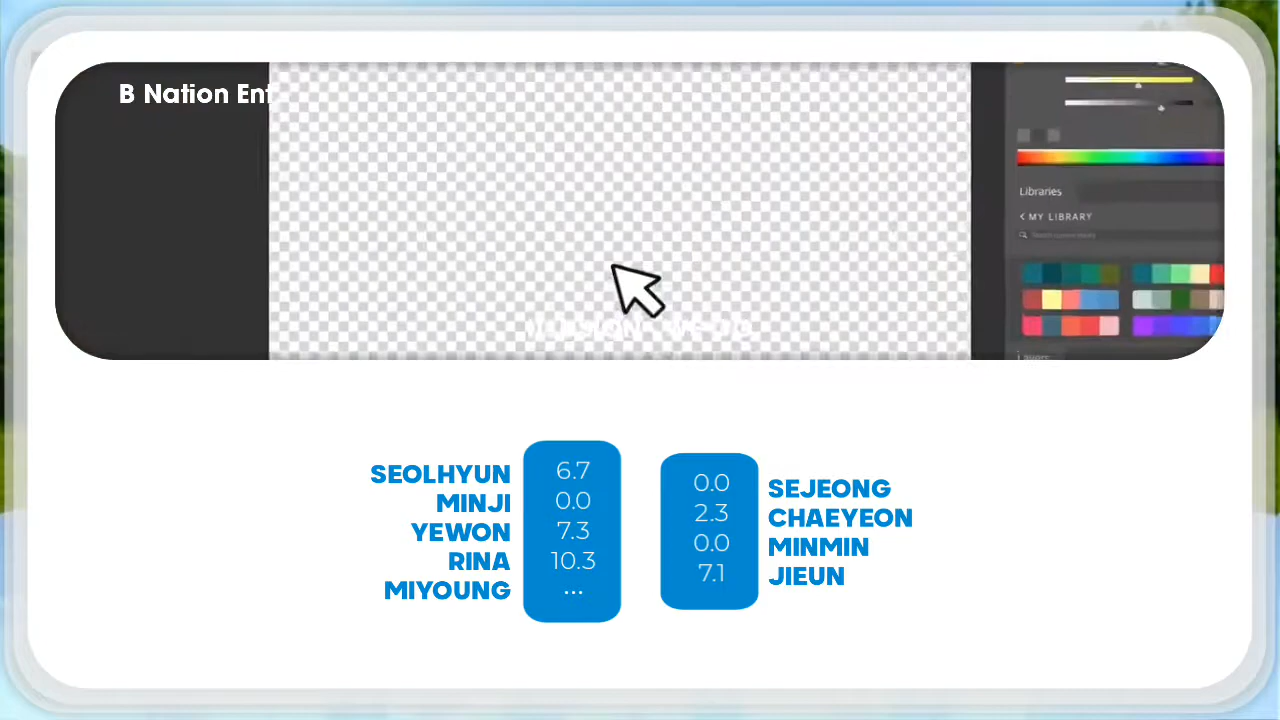 B Nation Ent
Libraries
< MY LIBRARY
SEOLHYUN 6.7
MINJI 0.0
YEWON 7.3
RINA 10.3
MIYOUNG ...
0.0 SEJEONG
2.3 CHAEYEON
0.0 MINMIN
7.1 JIEUN